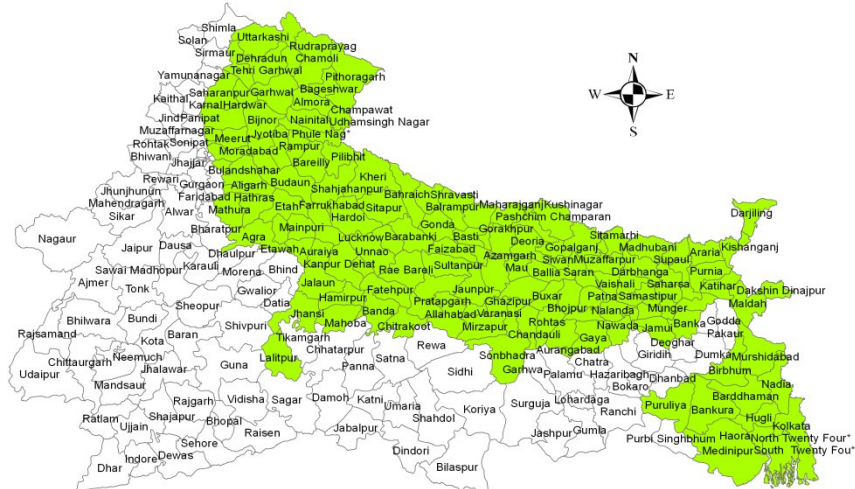 Shimla
Solan
Uttarkashi
Sirmaur
Rudraprayag
Dehradun
Chamoli
Tehri Garhwal
Yamunanagar
Pithoragarh
Saharanpur
Garhwal
Bageshwar
Kaithal
Karnal
Hardwar
Almora
Champawat
Jind
Panipat
Bijnor
Nainital
Udhamsingh Nagar
Muzaffarnagar
Jyotiba Phule Nag*
Rohtak
Sonipat
Meerut
Rampur
Bhiwani
Moradabad
Pilibhit
Jhajjar
Bareilly
Bulandshahar
Kheri
Rewari
Gurgaon
Aligarh
Budaun
Shahjahanpur
Bahraich
Shravasti
Jhunjhunun
Faridabad
Hathras
Mahendragarh
Etah
Farrukhabad
Sitapur
Balrampur
Maharajganj
Kushinagar
Sikar
Alwar
Mathura
Hardoi
Pashchim Champaran
Darjiling
Bharatpur
Mainpuri
Gonda
Gorakhpur
Nagaur
Agra
Lucknow
Barabanki
Basti
Deoria
Sitamarhi
Jaipur
Dausa
Etawah
Auraiya
Unnao
Faizabad
Gopalganj
Madhubani
Araria
Kishanganj
Dhaulpur
Azamgarh
Siwan
Muzaffarpur
Supaul
Sawai Madhopur
Karauli
Morena
Bhind
Kanpur Dehat
Rae Bareli
Sultanpur
Mau
Ballia
Saran
Darbhanga
Purnia
Ajmer
Tonk
Gwalior
Jalaun
Fatehpur
Jaunpur
Vaishali
Saharsa
Katihar
Dakshin Dinajpur
Sheopur
Datia
Hamirpur
Pratapgarh
Ghazipur
Buxar
Patna
Samastipur
Maldah
Bhilwara
Bundi
Jhansi
Banda
Allahabad
Varanasi
Bhojpur
Nalanda
Munger
Rajsamand
Shivpuri
Mahoba
Chitrakoot
Mirzapur
Rohtas
Nawada
Jamui
Banka
Godda
Kota
Baran
Tikamgarh
Chandauli
Gaya
Pakaur
Chittaurgarh
Neemuch
Lalitpur
Chhatarpur
Rewa
Aurangabad
Deoghar
Udaipur
Jhalawar
Guna
Panna
Satna
Sonbhadra
Chatra
Giridih
Dumka
Murshidabad
Mandsaur
Sidhi
Garhwa
Palamu
Hazaribagh
Dhanbad
Birbhum
Bokaro
Nadia
Rajgarh
Vidisha
Sagar
Damoh
Katni
Umaria
Koriya
Surguja
Lohardaga
Puruliya
Barddhaman
Ratlam
Shajapur
Shahdol
Ranchi
Bankura
Hugli
Ujjain
Bhopal
Raisen
Jabalpur
Jashpur
Gumla
Kolkata
Sehore
Purbi Singhbhum
Haora
North Twenty Four*
Indore
Dewas
Dindori
Medinipur
South Twenty Fou*
Dhar
Bilaspur
N
W
E
S